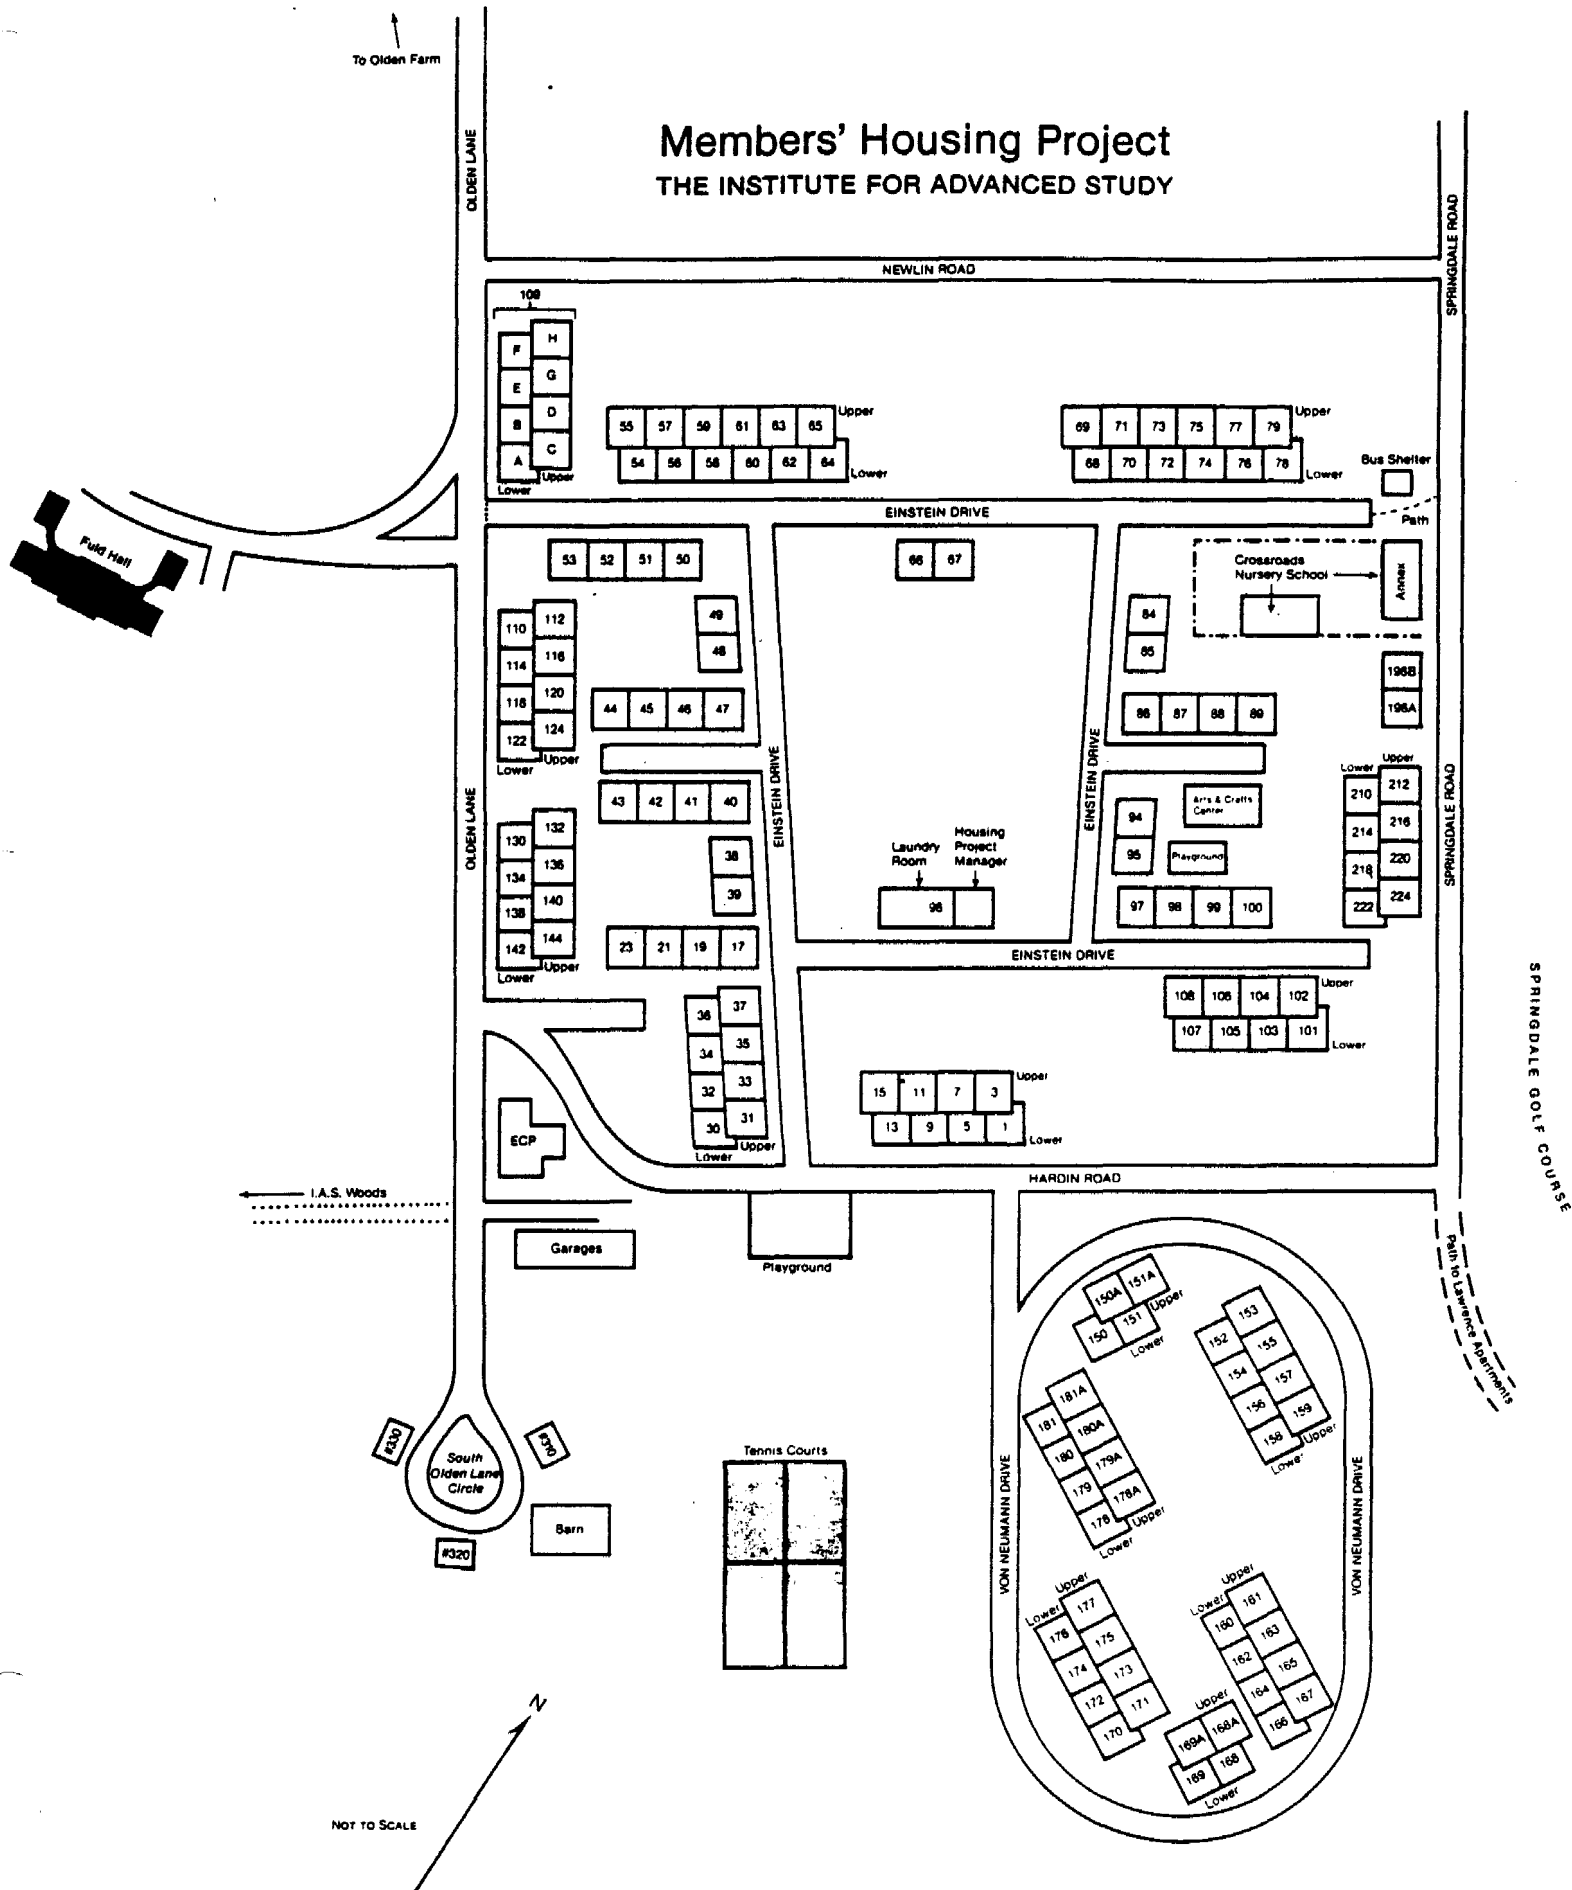 To Olden Farm
OLDEN LANE
Members' Housing Project
THE INSTITUTE FOR ADVANCED STUDY
SPRINGDALE ROAD
NEWLIN ROAD
109
F
H
E
G
B
D
A
C
Lower
Upper
55 57 59 61 63 65
Upper
54 56 58 60 62 64
Lower
69 71 73 75 77 79
Upper
68 70 72 74 76 78
Lower
Bus Shelter
Path
EINSTEIN DRIVE
Fuld Hall
53 52 51 50
66 67
Crossroads
Nursery School
Annex
49
48
84
85
110 112
114 116
118 120
122 124
Lower
Upper
44 45 46 47
86 87 88 89
198B
198A
EINSTEIN DRIVE
EINSTEIN DRIVE
43 42 41 40
Arts & Crafts
Center
94
95
Playground
Lower
Upper
210 212
214 216
218 220
222 224
SPRINGDALE ROAD
OLDEN LANE
130 132
134 136
138 140
142 144
Lower
Upper
38
39
Laundry
Room
Housing
Project
Manager
96
97 98 99 100
23 21 19 17
EINSTEIN DRIVE
108 106 104 102
Upper
107 105 103 101
Lower
36 37
34 35
32 33
30 31
Lower
Upper
15 11 7 3
Upper
13 9 5 1
Lower
ECP
HARDIN ROAD
SPRINGDALE GOLF COURSE
I.A.S. Woods
Garages
Playground
Path to Lawrence Apartments
150A 151A
Upper
150 151
Lower
152 153
154 155
156 157
158 159
Lower
Upper
181 181A
180 180A
179 179A
178 178A
Lower
Upper
VON NEUMANN DRIVE
VON NEUMANN DRIVE
#330
#310
South
Olden Lane
Circle
#320
Barn
Tennis Courts
Lower
Upper
176 177
174 175
172 173
170 171
Lower
Upper
160 161
162 163
164 165
166 167
Upper
169A 168A
169 168
Lower
N
NOT TO SCALE